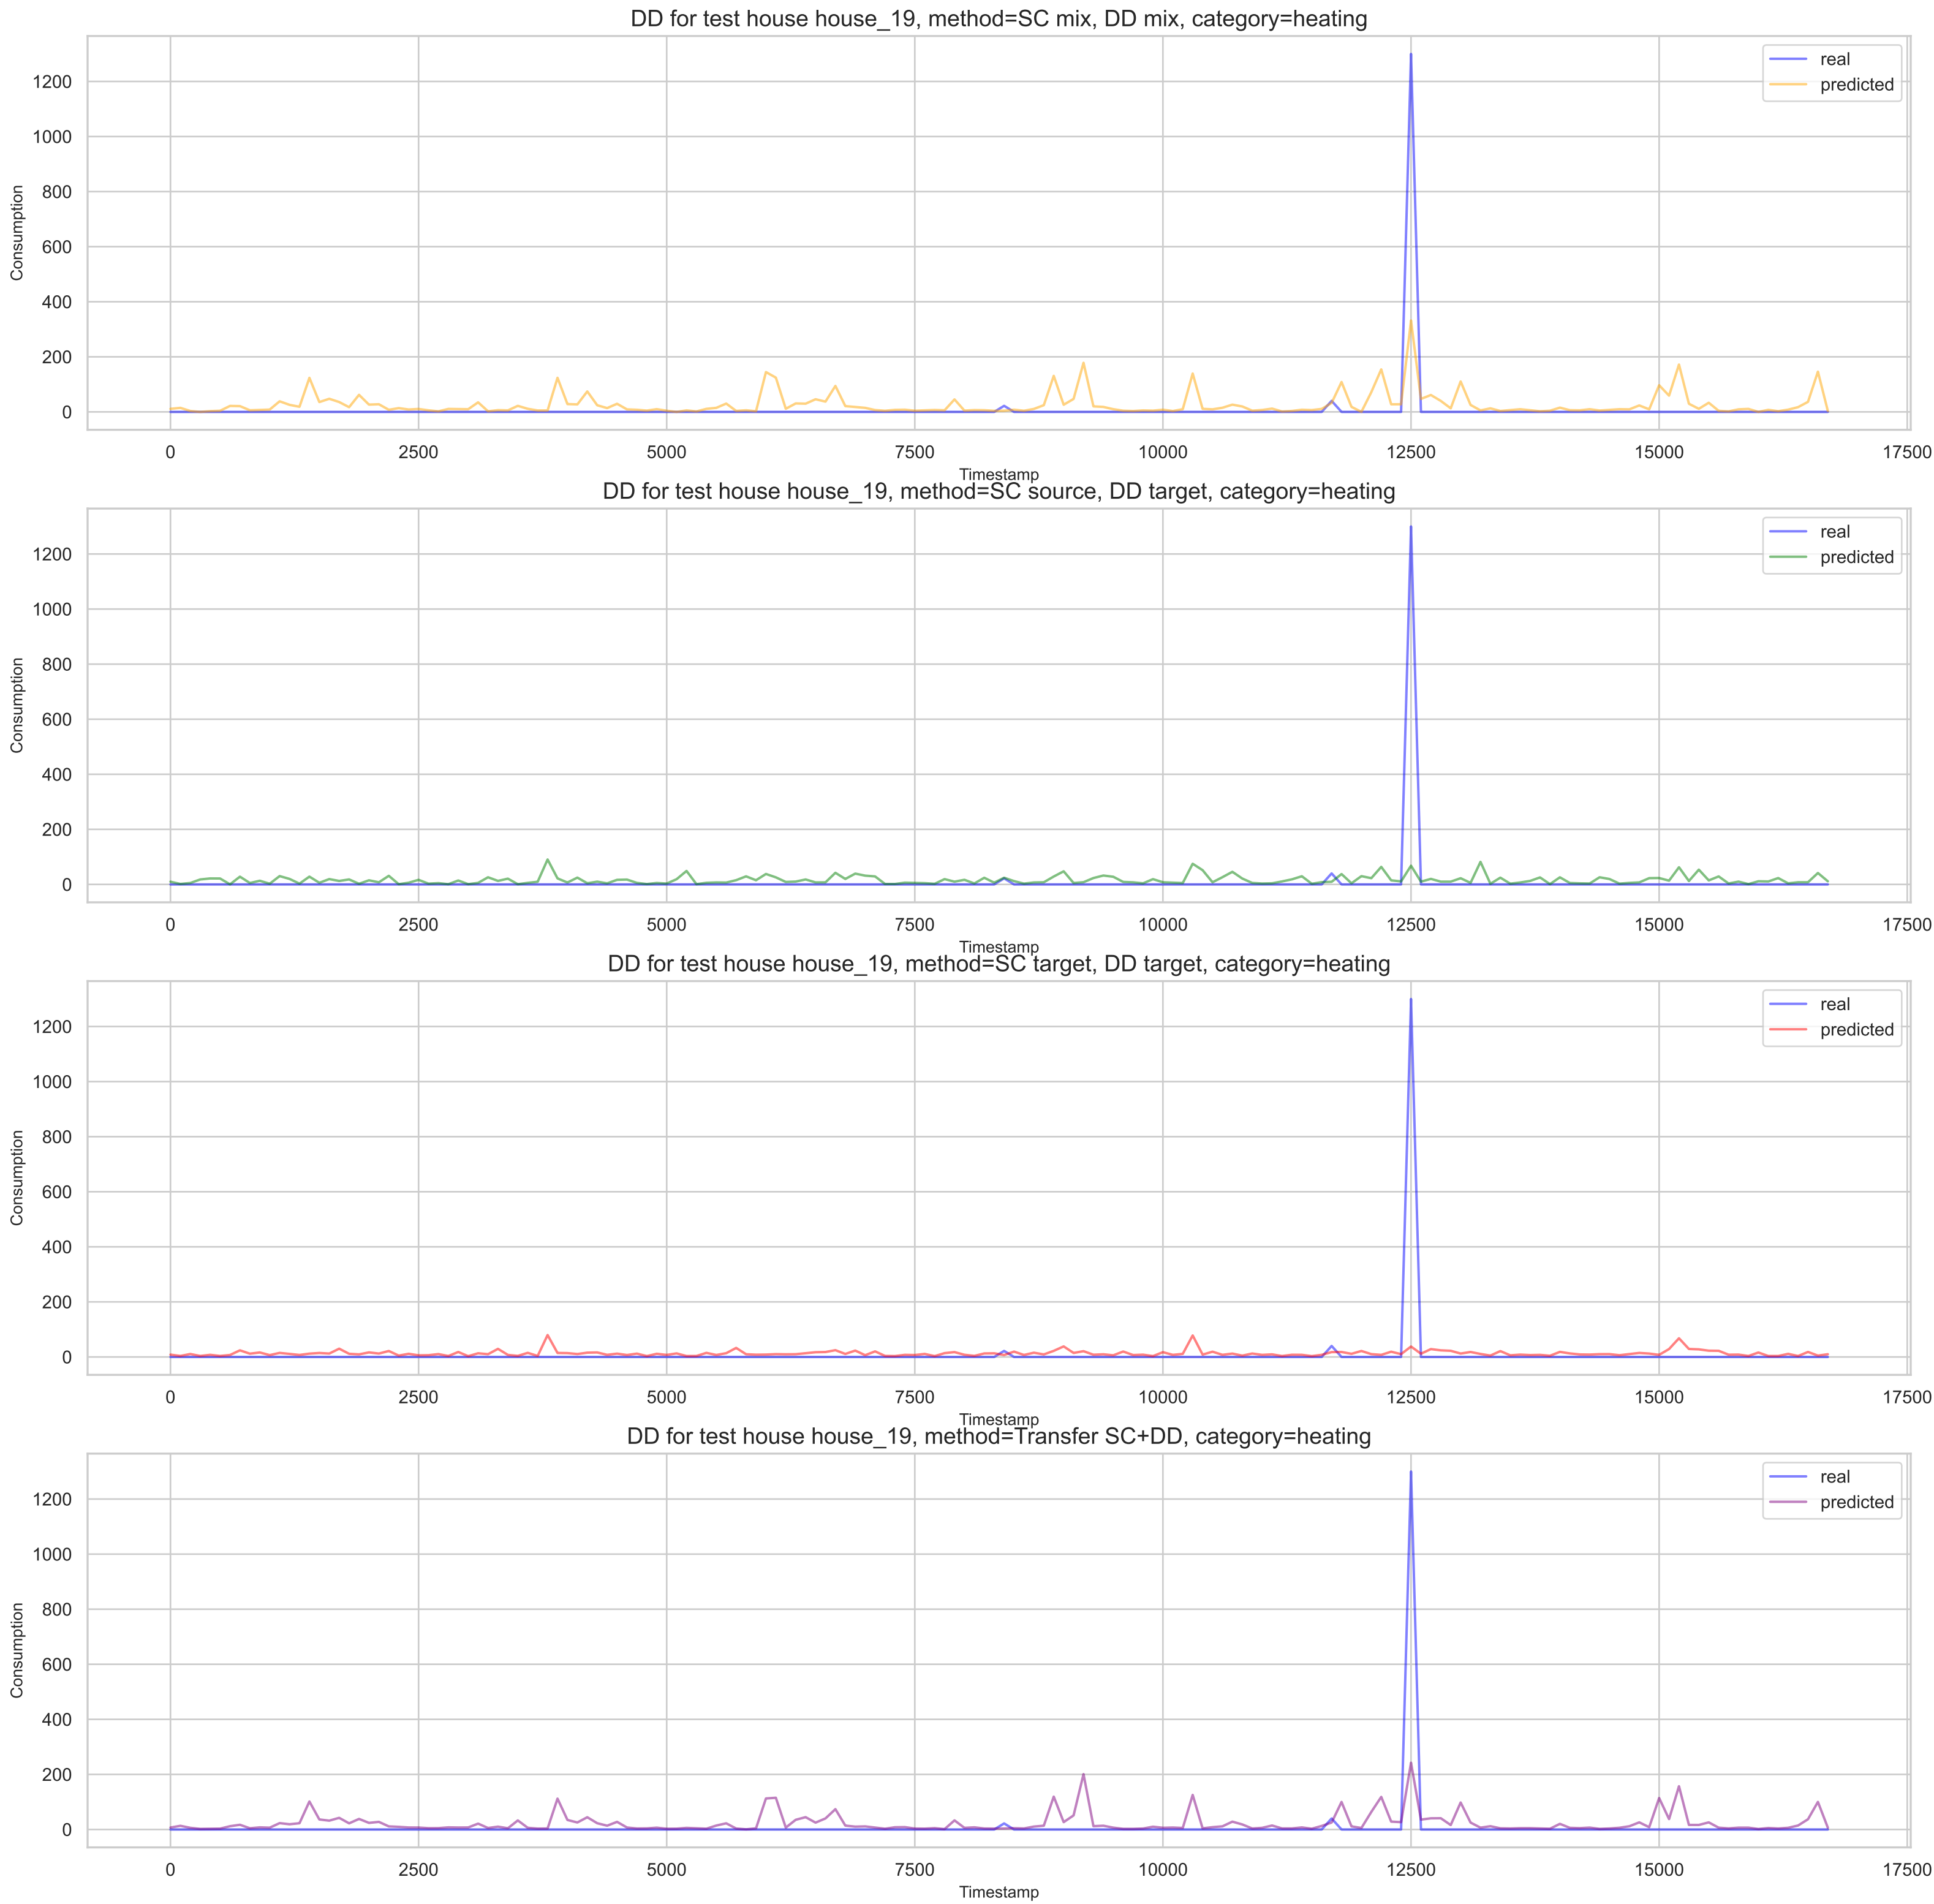 DD for test house house_19, method=SC mix, DD mix, category=heating
real
predicted
1200
1000
800
600
400
200
0
Consumption
0 2500 5000 7500 10000 12500 15000 17500
Timestamp
DD for test house house_19, method=SC source, DD target, category=heating
real
predicted
1200
1000
800
600
400
200
0
Consumption
0 2500 5000 7500 10000 12500 15000 17500
Timestamp
DD for test house house_19, method=SC target, DD target, category=heating
real
predicted
1200
1000
800
600
400
200
0
Consumption
0 2500 5000 7500 10000 12500 15000 17500
Timestamp
DD for test house house_19, method=Transfer SC+DD, category=heating
real
predicted
1200
1000
800
600
400
200
0
Consumption
0 2500 5000 7500 10000 12500 15000 17500
Timestamp